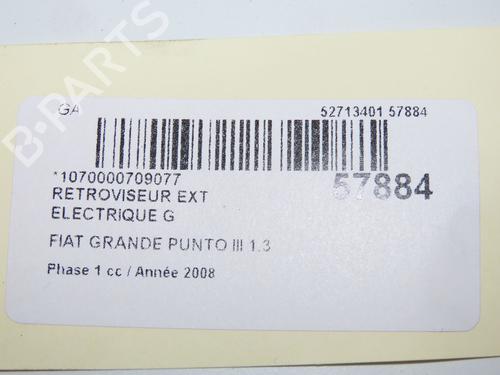 GA
52713401 57884
*1070000709077
57884
RETROVISEUR EXT
ELECTRIQUE G
FIAT GRANDE PUNTO III 1.3
Phase 1 cc / Année 2008
B-PARTS